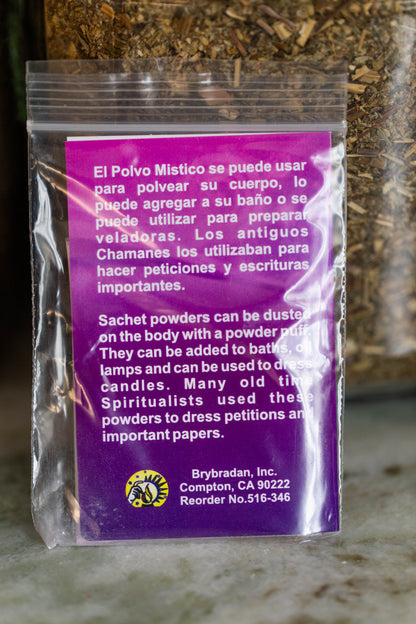 El Polvo Mistico se puede usar
para polvear su cuerpo, lo
puede agregar a su baño o se
puede utilizar para preparar
veladoras. Los antiguos
Chamanes los utilizaban para
hacer peticiones y escrituras
importantes.
Sachet powders can be dusted
on the body with a powder puff.
They can be added to baths, or
lamps and can be used to dress
candles. Many old time
Spiritualists used these
powders to dress petitions and
important papers.
Brybradan, Inc.
Compton, CA 90222
Reorder No.516-346